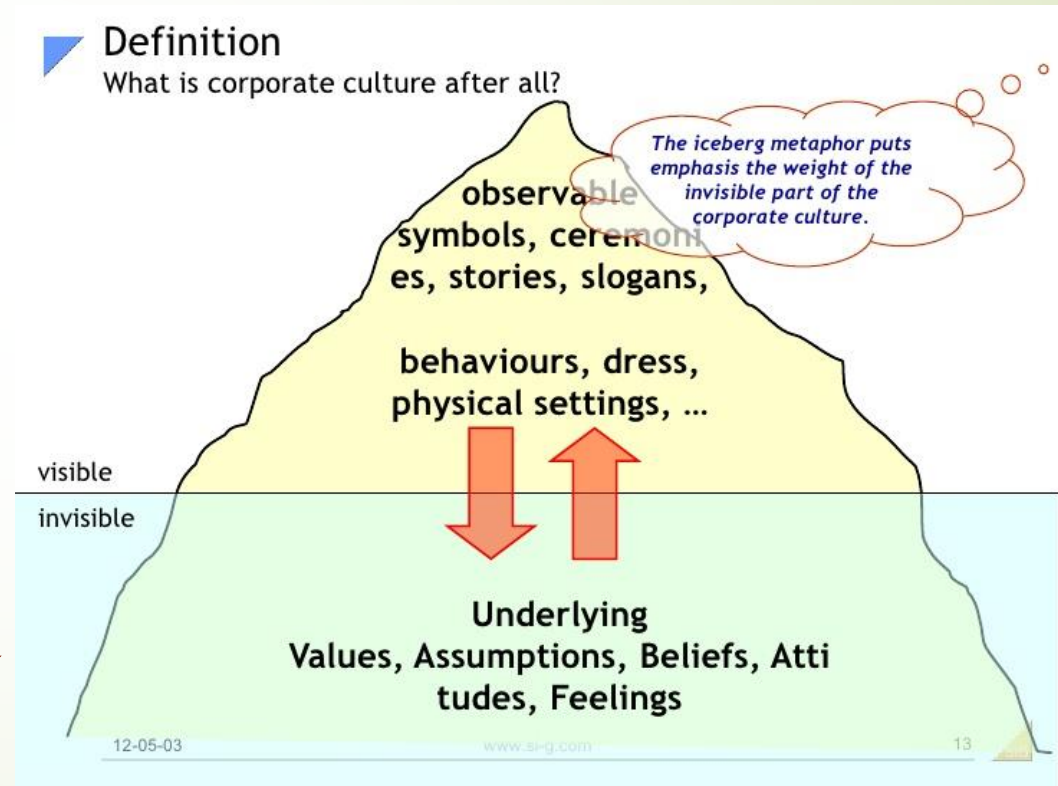 Definition
What is corporate culture after all?
The iceberg metaphor puts
emphasis the weight of the
invisible part of the
corporate culture.
observable
symbols, ceremoni
es, stories, slogans,
behaviours, dress,
physical settings, ...
visible
invisible
Underlying
Values, Assumptions, Beliefs, Atti
tudes, Feelings
12-05-03
www.si-g.com
13